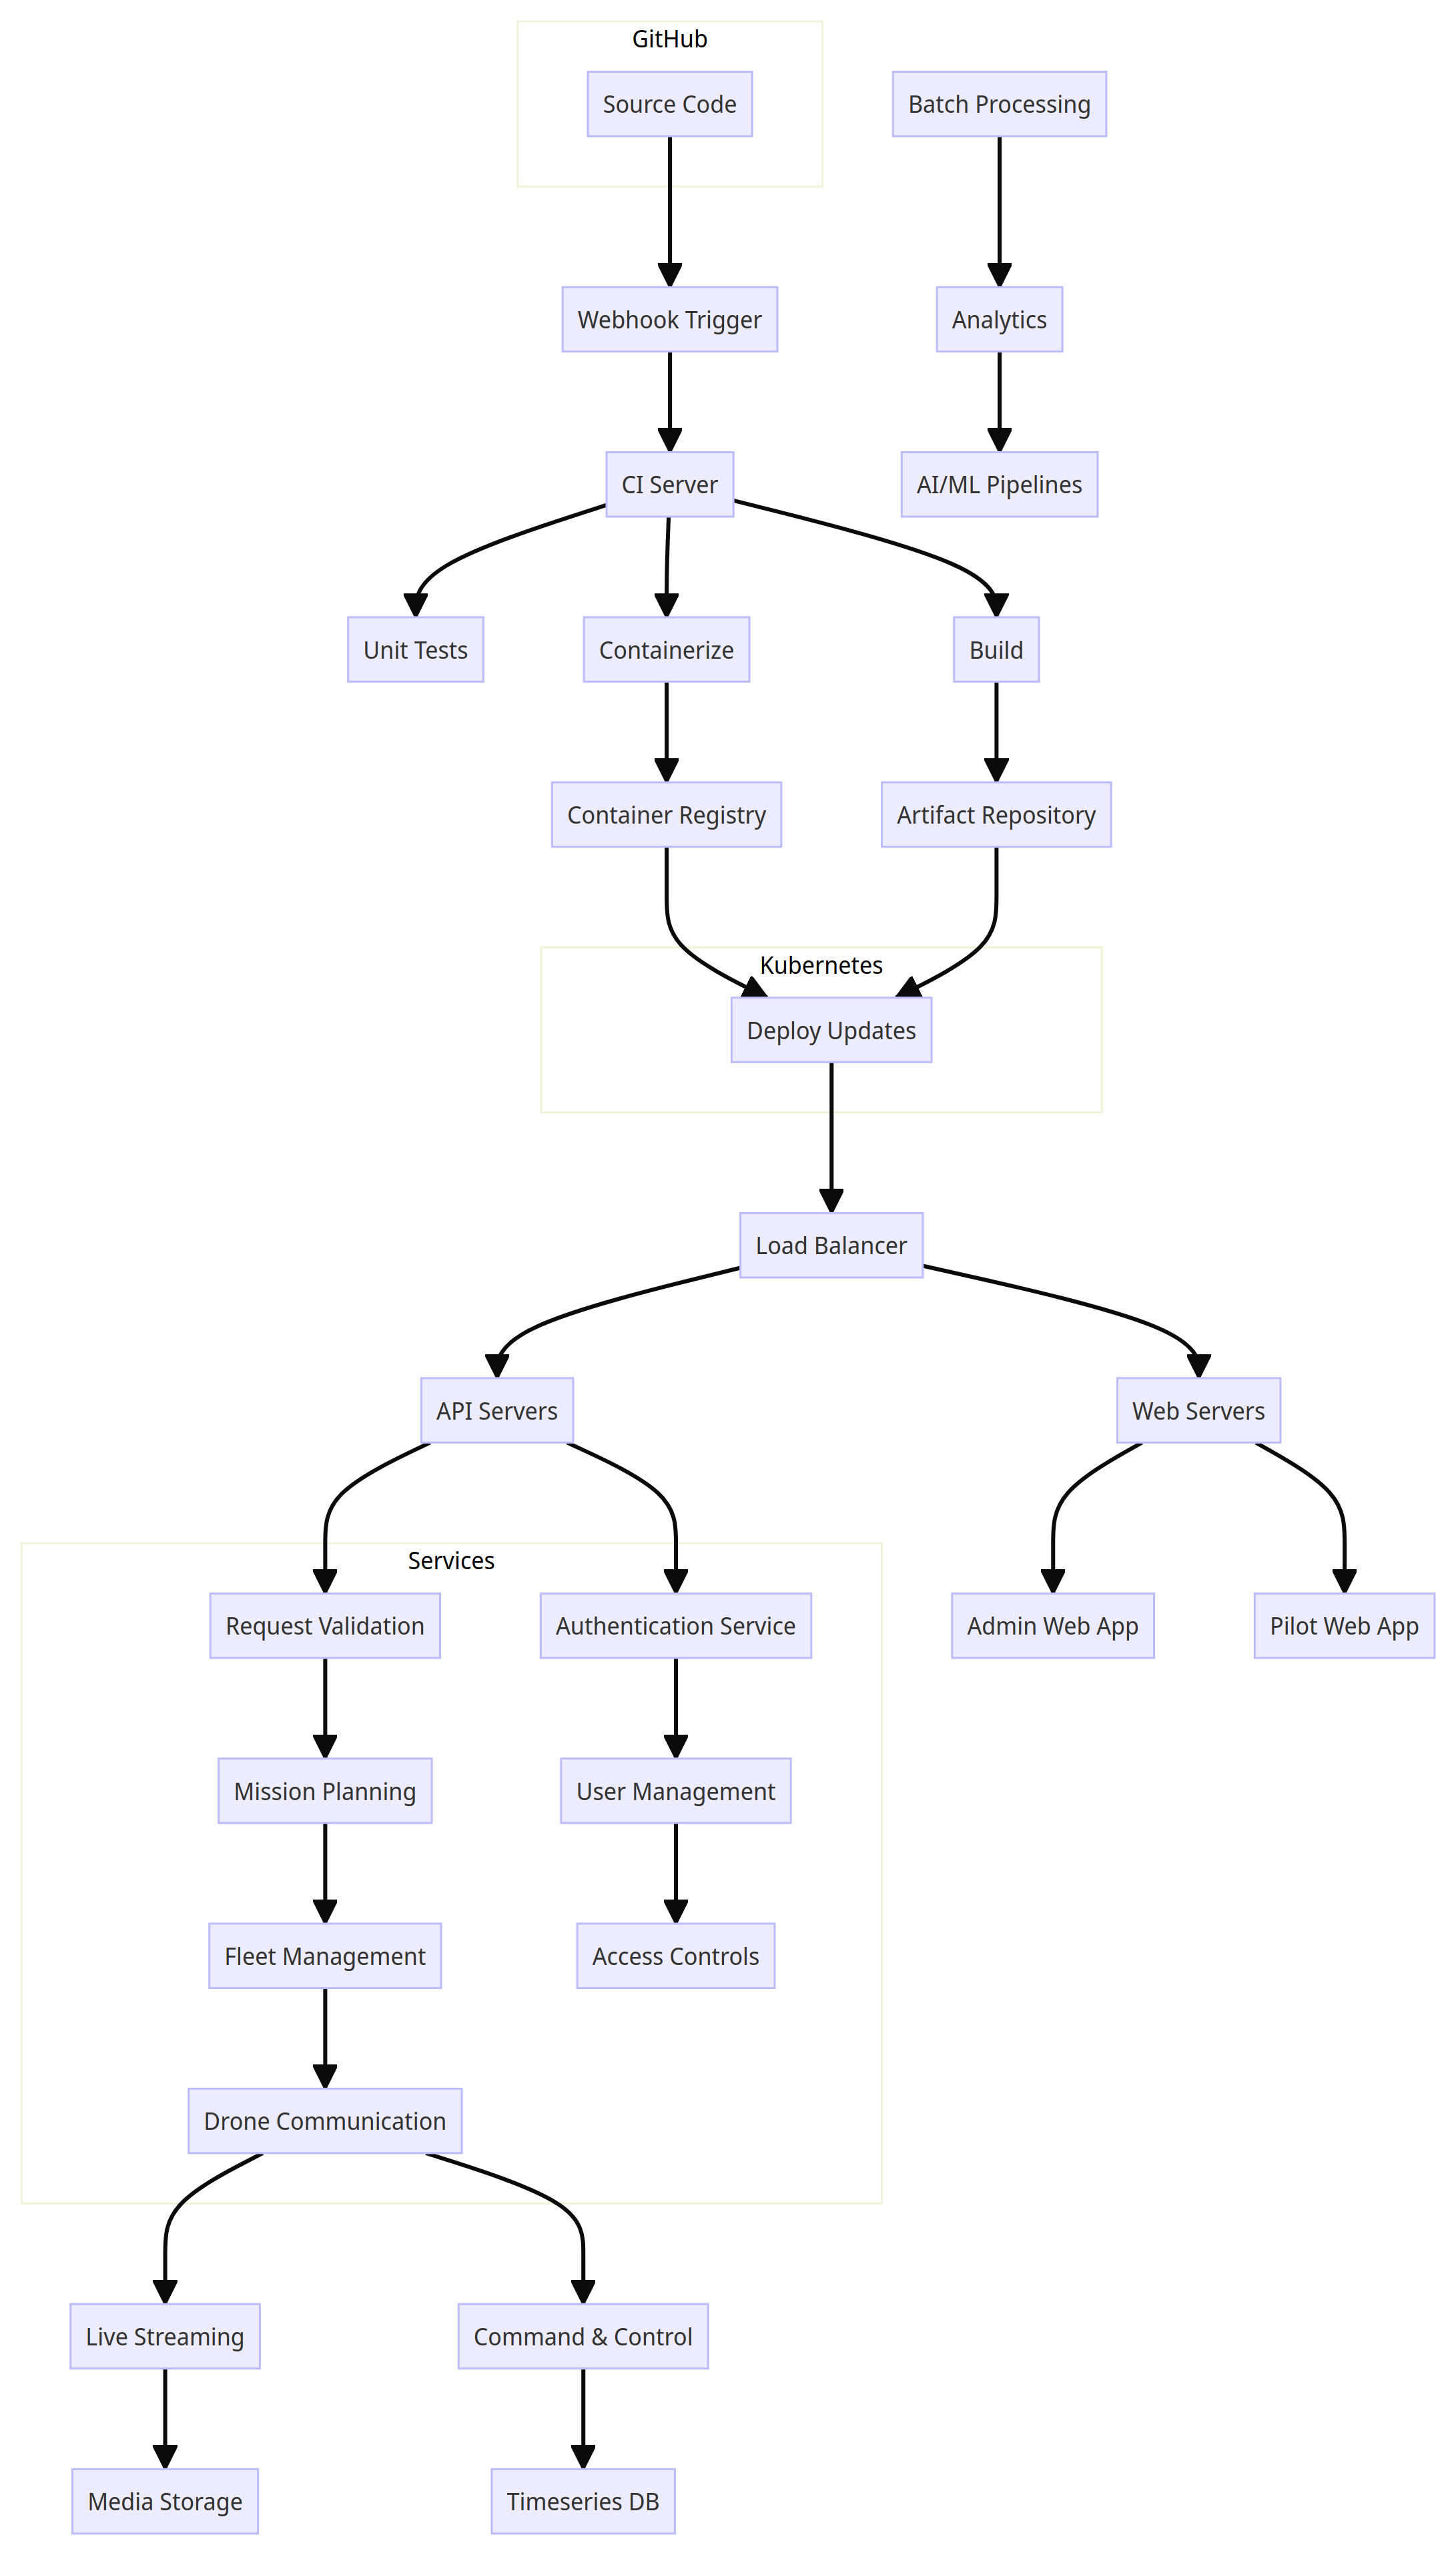 GitHub
Source Code
Batch Processing
Webhook Trigger
Analytics
CI Server
AI/ML Pipelines
Unit Tests
Containerize
Build
Container Registry
Artifact Repository
Kubernetes
Deploy Updates
Load Balancer
API Servers
Web Servers
Services
Request Validation
Authentication Service
Admin Web App
Pilot Web App
Mission Planning
User Management
Fleet Management
Access Controls
Drone Communication
Live Streaming
Command & Control
Media Storage
Timeseries DB